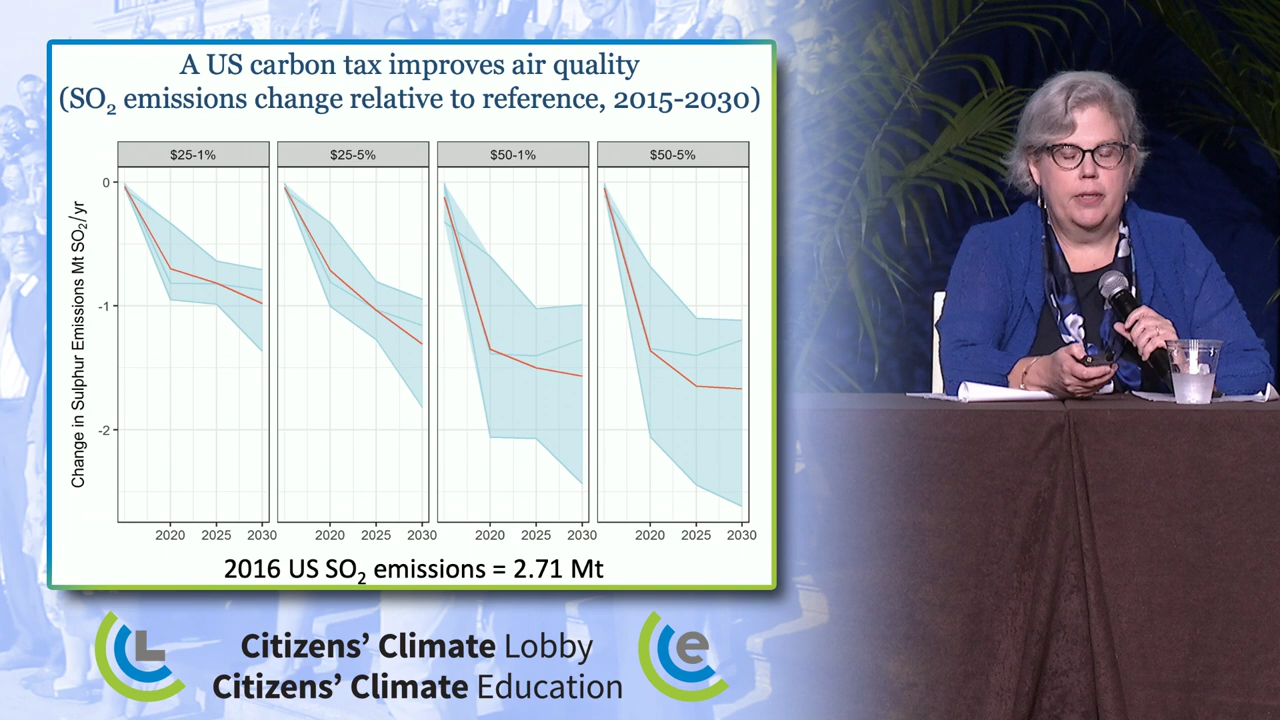 A US carbon tax improves air quality
(SO₂ emissions change relative to reference, 2015-2030)
$25-1%
$25-5%
$50-1%
$50-5%
Change in Sulphur Emissions Mt SO₂/yr
0
-1
-2
2020 2025 2030
2020 2025 2030
2020 2025 2030
2020 2025 2030
2016 US SO₂ emissions = 2.71 Mt
L
Citizens’ Climate Lobby
Citizens’ Climate Education
e